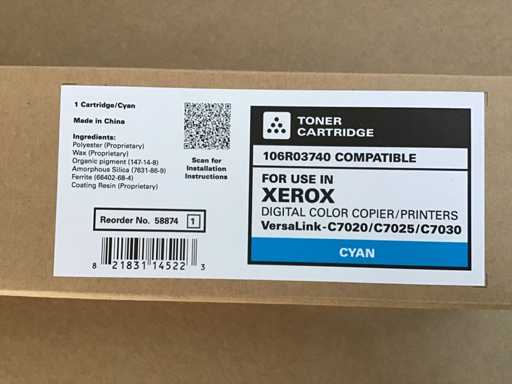 1 Cartridge/Cyan
Made in China
Ingredients:
Polyester (Proprietary)
Wax (Proprietary)
Organic pigment (147-14-8)
Amorphous Silica (7631-86-9)
Ferrite (66402-68-4)
Coating Resin (Proprietary)
Scan for
Installation
Instructions
Reorder No. 58874 1
8 21831 14522 3
TONER
CARTRIDGE
106R03740 COMPATIBLE
FOR USE IN
XEROX
DIGITAL COLOR COPIER/PRINTERS
VersaLink-C7020/C7025/C7030
CYAN